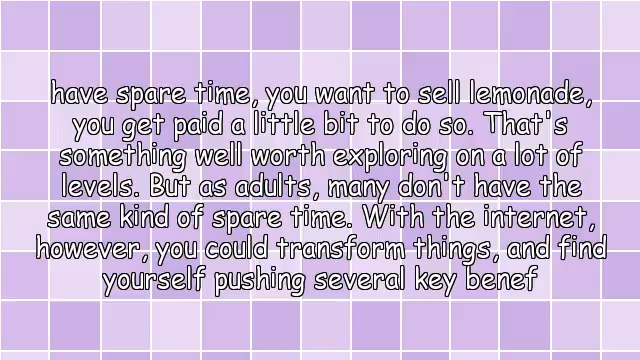 have spare time, you want to sell lemonade,
you get paid a little bit to do so. That's
something well worth exploring on a lot of
levels. But as adults, many don't have the
same kind of spare time. With the internet,
however, you could transform things, and find
yourself pushing several key benef